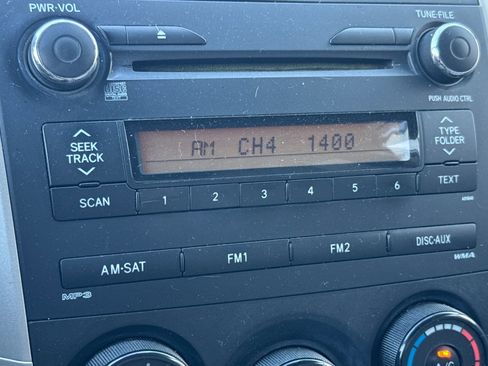 PWR•VOL
TUNE•FILE
PUSH AUDIO CTRL
SEEK
TRACK
AM CH4 1400
TYPE
FOLDER
SCAN
1 2 3 4 5 6
TEXT
AM•SAT
FM1
FM2
DISC•AUX
MP3
WMA
A/C